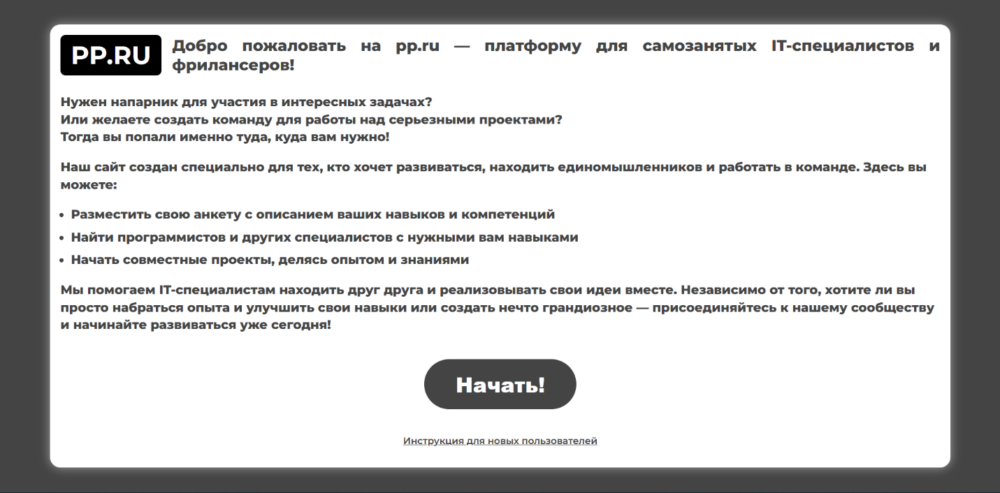 PP.RU
Добро пожаловать на pp.ru — платформу для самозанятых IT-специалистов и
фрилансеров!
Нужен напарник для участия в интересных задачах?
Или желаете создать команду для работы над серьезными проектами?
Тогда вы попали именно туда, куда вам нужно!
Наш сайт создан специально для тех, кто хочет развиваться, находить единомышленников и работать в команде. Здесь вы
можете:
• Разместить свою анкету с описанием ваших навыков и компетенций
• Найти программистов и других специалистов с нужными вам навыками
• Начать совместные проекты, делясь опытом и знаниями
Мы помогаем IT-специалистам находить друг друга и реализовывать свои идеи вместе. Независимо от того, хотите ли вы
просто набраться опыта и улучшить свои навыки или создать нечто грандиозное — присоединяйтесь к нашему сообществу
и начинайте развиваться уже сегодня!
Начать!
Инструкция для новых пользователей